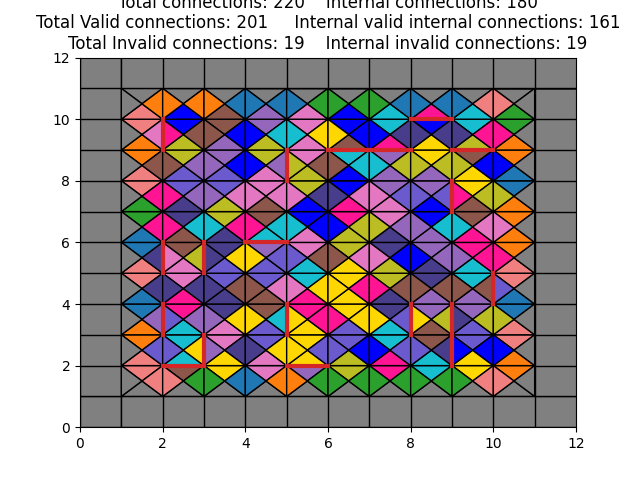 Total connections: 220    Internal connections: 180
Total Valid connections: 201    Internal valid internal connections: 161
Total Invalid connections: 19    Internal invalid connections: 19
12
10
8
6
4
2
0
0 2 4 6 8 10 12